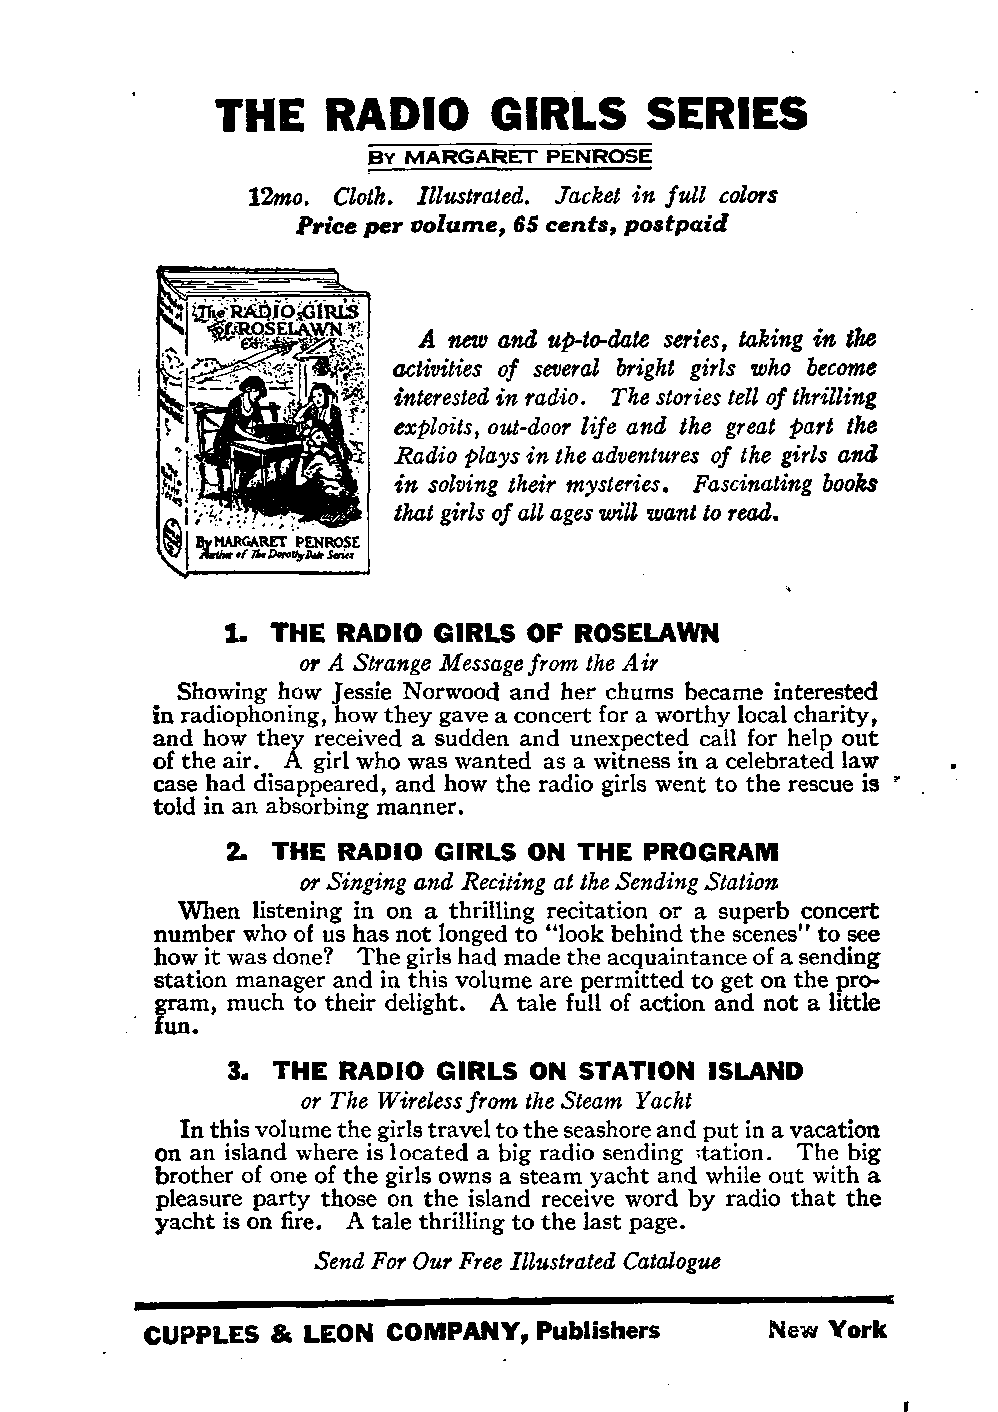 THE RADIO GIRLS SERIES
BY MARGARET PENROSE
12mo. Cloth. Illustrated. Jacket in full colors
Price per volume, 65 cents, postpaid
The RADIO GIRLS
of ROSELAWN
By MARGARET PENROSE
Author of The Dorothy Dale Series
A new and up-to-date series, taking in the
activities of several bright girls who become
interested in radio. The stories tell of thrilling
exploits, out-door life and the great part the
Radio plays in the adventures of the girls and
in solving their mysteries. Fascinating books
that girls of all ages will want to read.
1. THE RADIO GIRLS OF ROSELAWN
or A Strange Message from the Air
Showing how Jessie Norwood and her chums became interested
in radiophoning, how they gave a concert for a worthy local charity,
and how they received a sudden and unexpected call for help out
of the air. A girl who was wanted as a witness in a celebrated law
case had disappeared, and how the radio girls went to the rescue is
told in an absorbing manner.
2. THE RADIO GIRLS ON THE PROGRAM
or Singing and Reciting at the Sending Station
When listening in on a thrilling recitation or a superb concert
number who of us has not longed to "look behind the scenes" to see
how it was done? The girls had made the acquaintance of a sending
station manager and in this volume are permitted to get on the pro-
gram, much to their delight. A tale full of action and not a little
fun.
3. THE RADIO GIRLS ON STATION ISLAND
or The Wireless from the Steam Yacht
In this volume the girls travel to the seashore and put in a vacation
on an island where is located a big radio sending station. The big
brother of one of the girls owns a steam yacht and while out with a
pleasure party those on the island receive word by radio that the
yacht is on fire. A tale thrilling to the last page.
Send For Our Free Illustrated Catalogue
CUPPLES & LEON COMPANY, Publishers New York